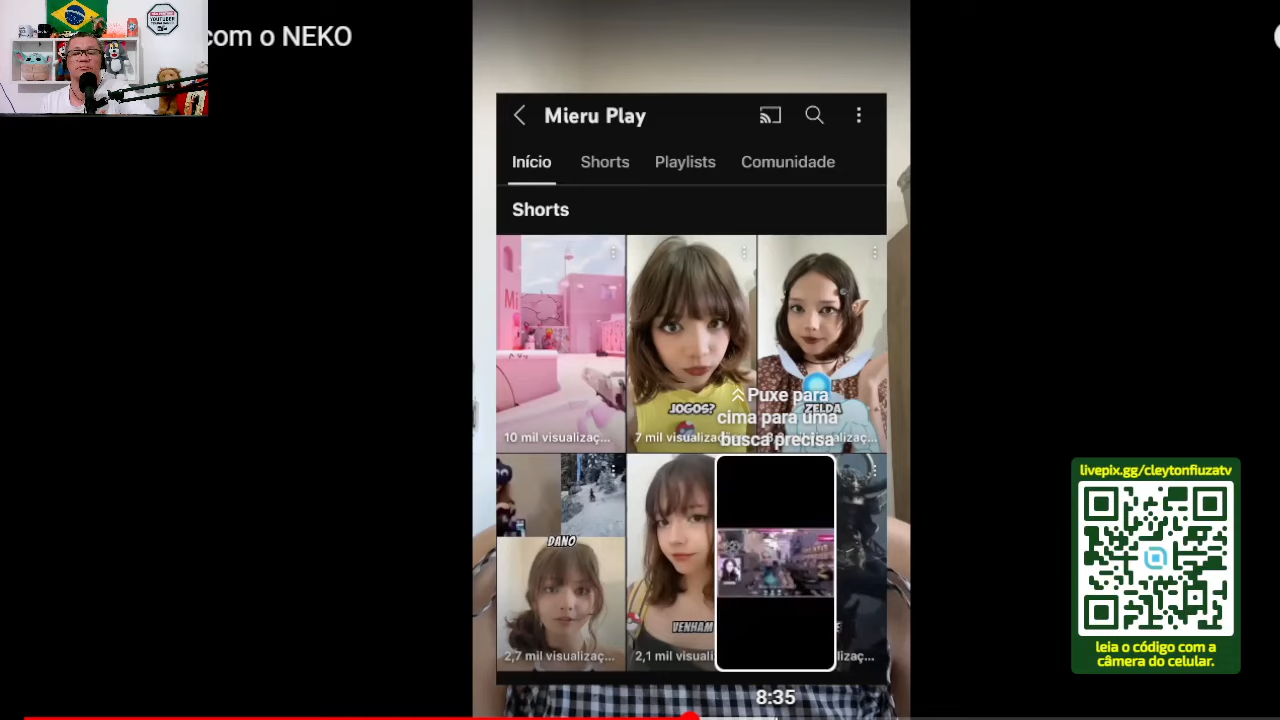 com o NEKO
Mieru Play
Início
Shorts
Playlists
Comunidade
Shorts
JOGOS?
ZELDA
10 mil visualizaç...
7 mil
Puxe para
cima para uma
busca precisa
DANO
VENHAM
2,7 mil visualizaç...
2,1 mil
8:35
livepix.gg/cleytonfiuzatv
leia o código com a
câmera do celular.